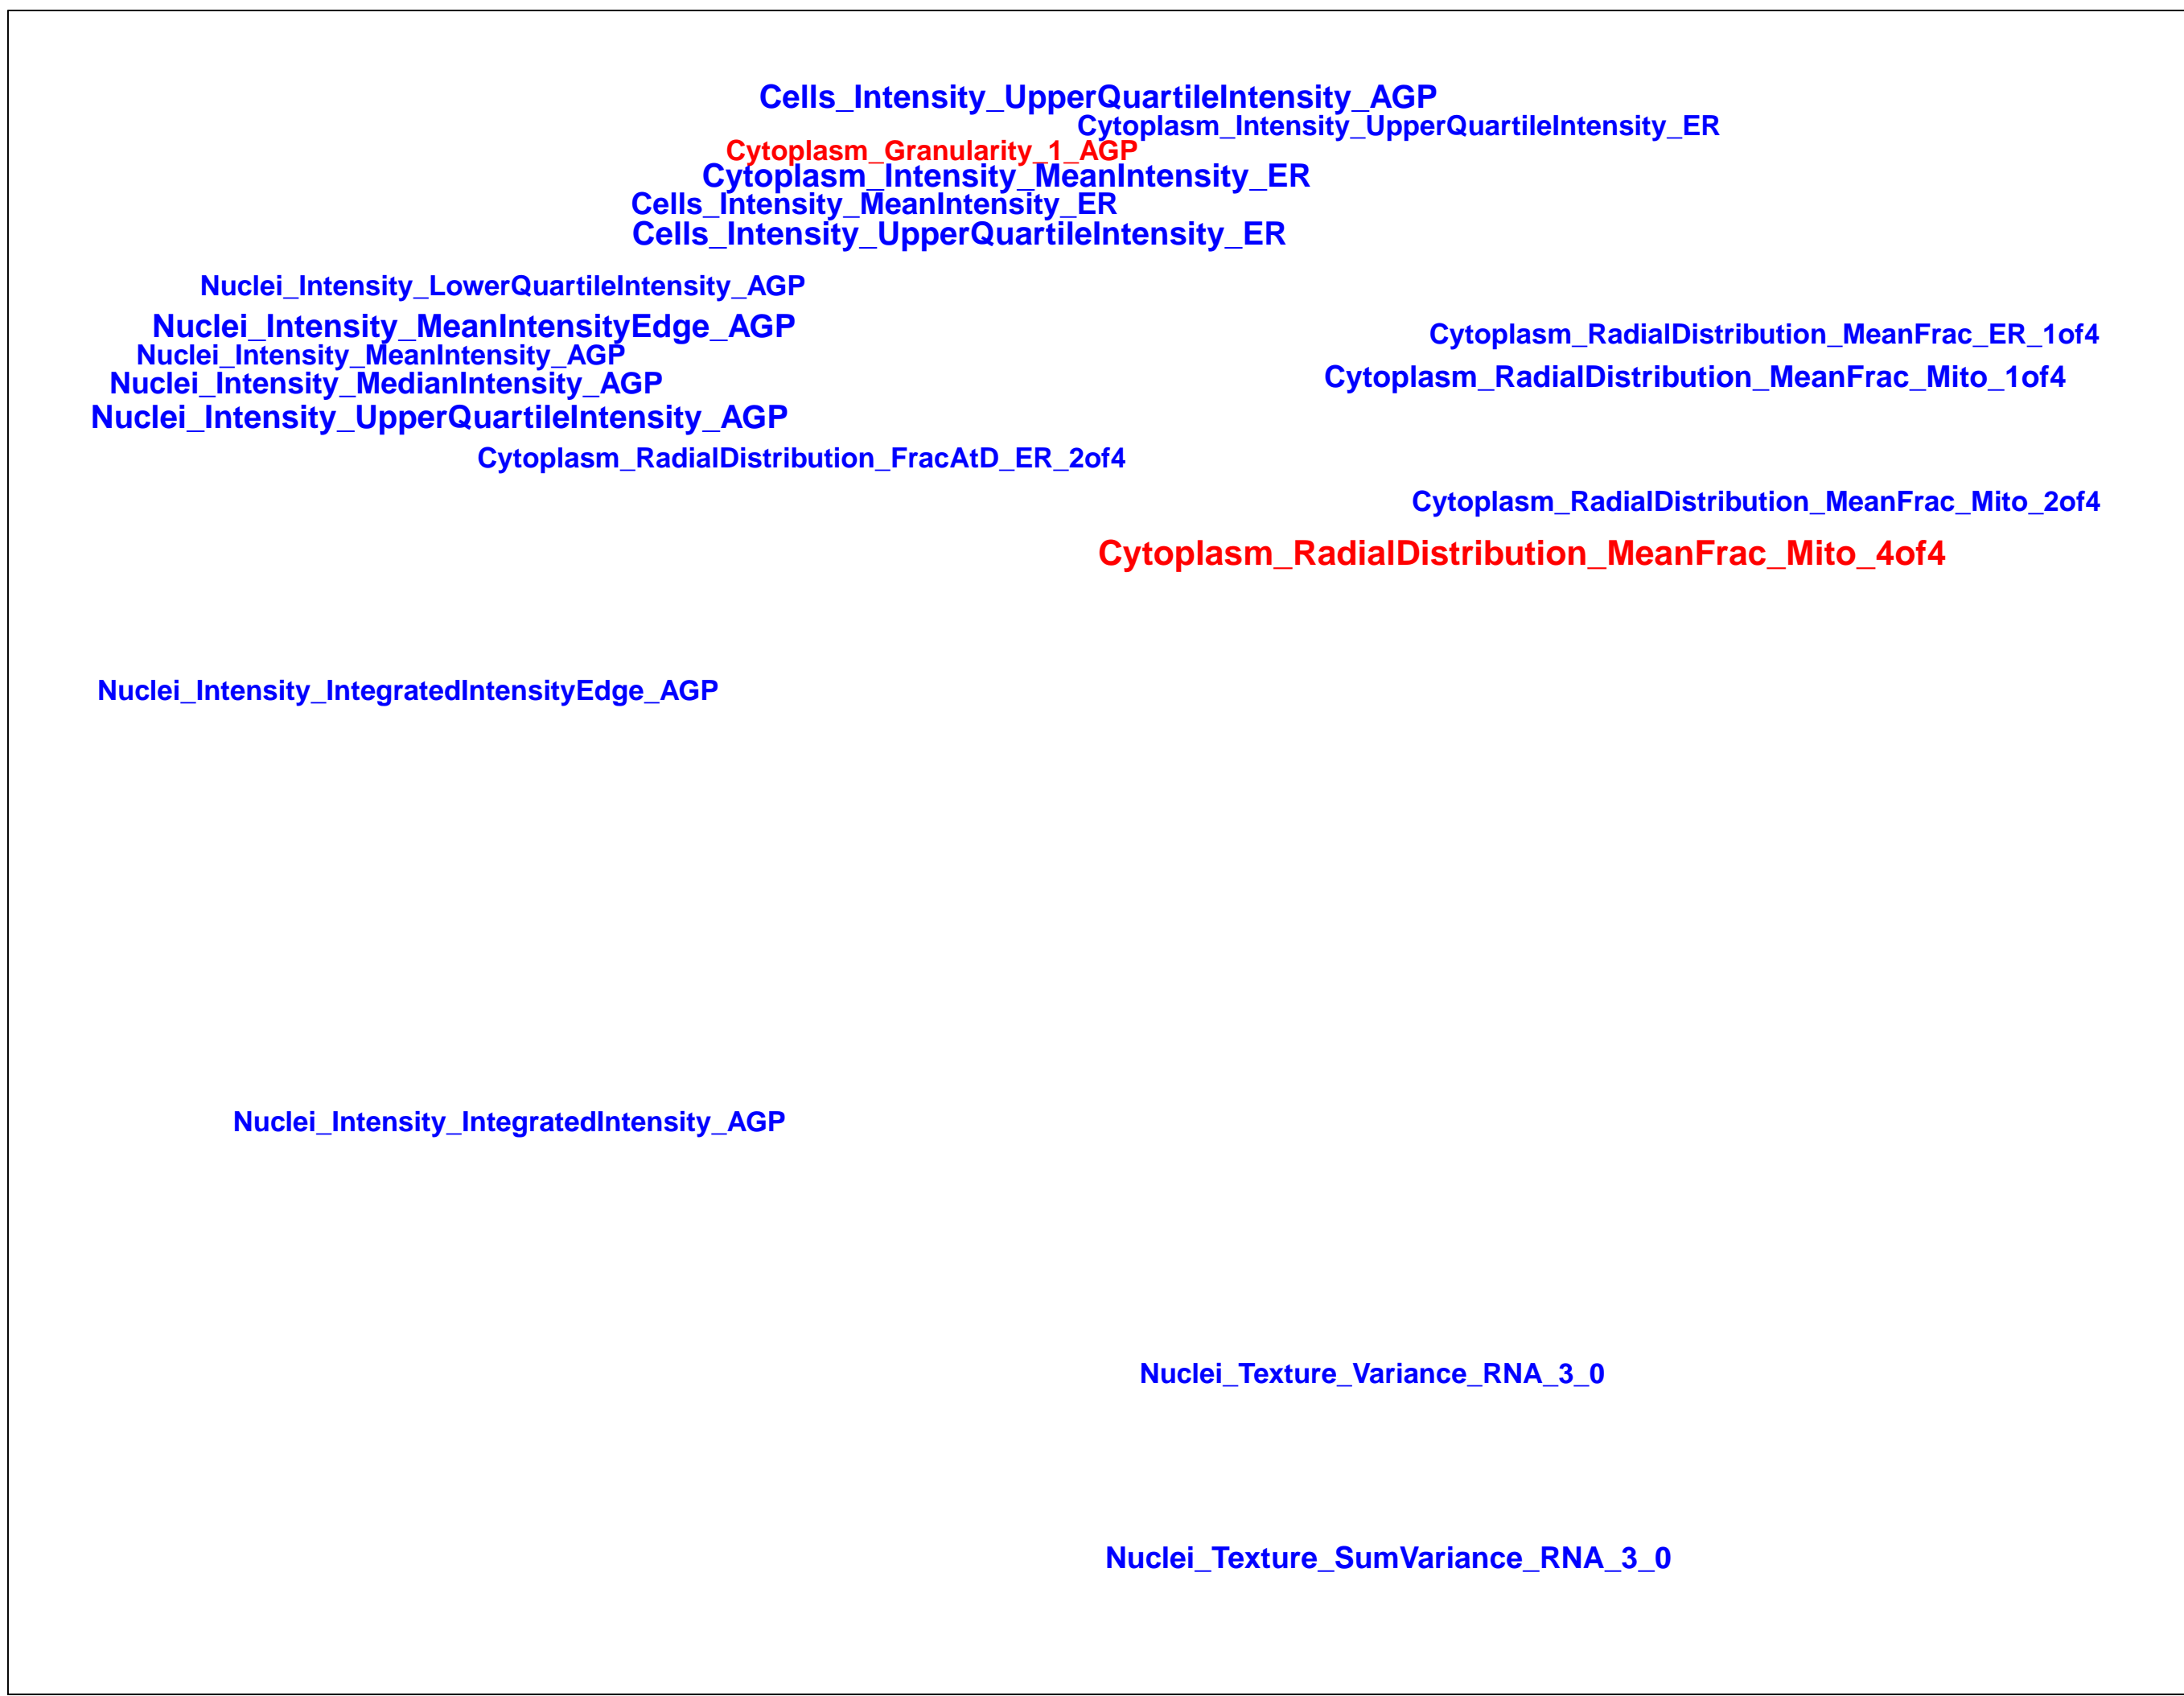 Cells_Intensity_UpperQuartileIntensity_AGP
Cytoplasm_Intensity_UpperQuartileIntensity_ER
Cytoplasm_Granularity_1_AGP
Cytoplasm_Intensity_MeanIntensity_ER
Cells_Intensity_MeanIntensity_ER
Cells_Intensity_UpperQuartileIntensity_ER
Nuclei_Intensity_LowerQuartileIntensity_AGP
Nuclei_Intensity_MeanIntensityEdge_AGP
Cytoplasm_RadialDistribution_MeanFrac_ER_1of4
Nuclei_Intensity_MeanIntensity_AGP
Cytoplasm_RadialDistribution_MeanFrac_Mito_1of4
Nuclei_Intensity_MedianIntensity_AGP
Nuclei_Intensity_UpperQuartileIntensity_AGP
Cytoplasm_RadialDistribution_FracAtD_ER_2of4
Cytoplasm_RadialDistribution_MeanFrac_Mito_2of4
Cytoplasm_RadialDistribution_MeanFrac_Mito_4of4
Nuclei_Intensity_IntegratedIntensityEdge_AGP
Nuclei_Intensity_IntegratedIntensity_AGP
Nuclei_Texture_Variance_RNA_3_0
Nuclei_Texture_SumVariance_RNA_3_0